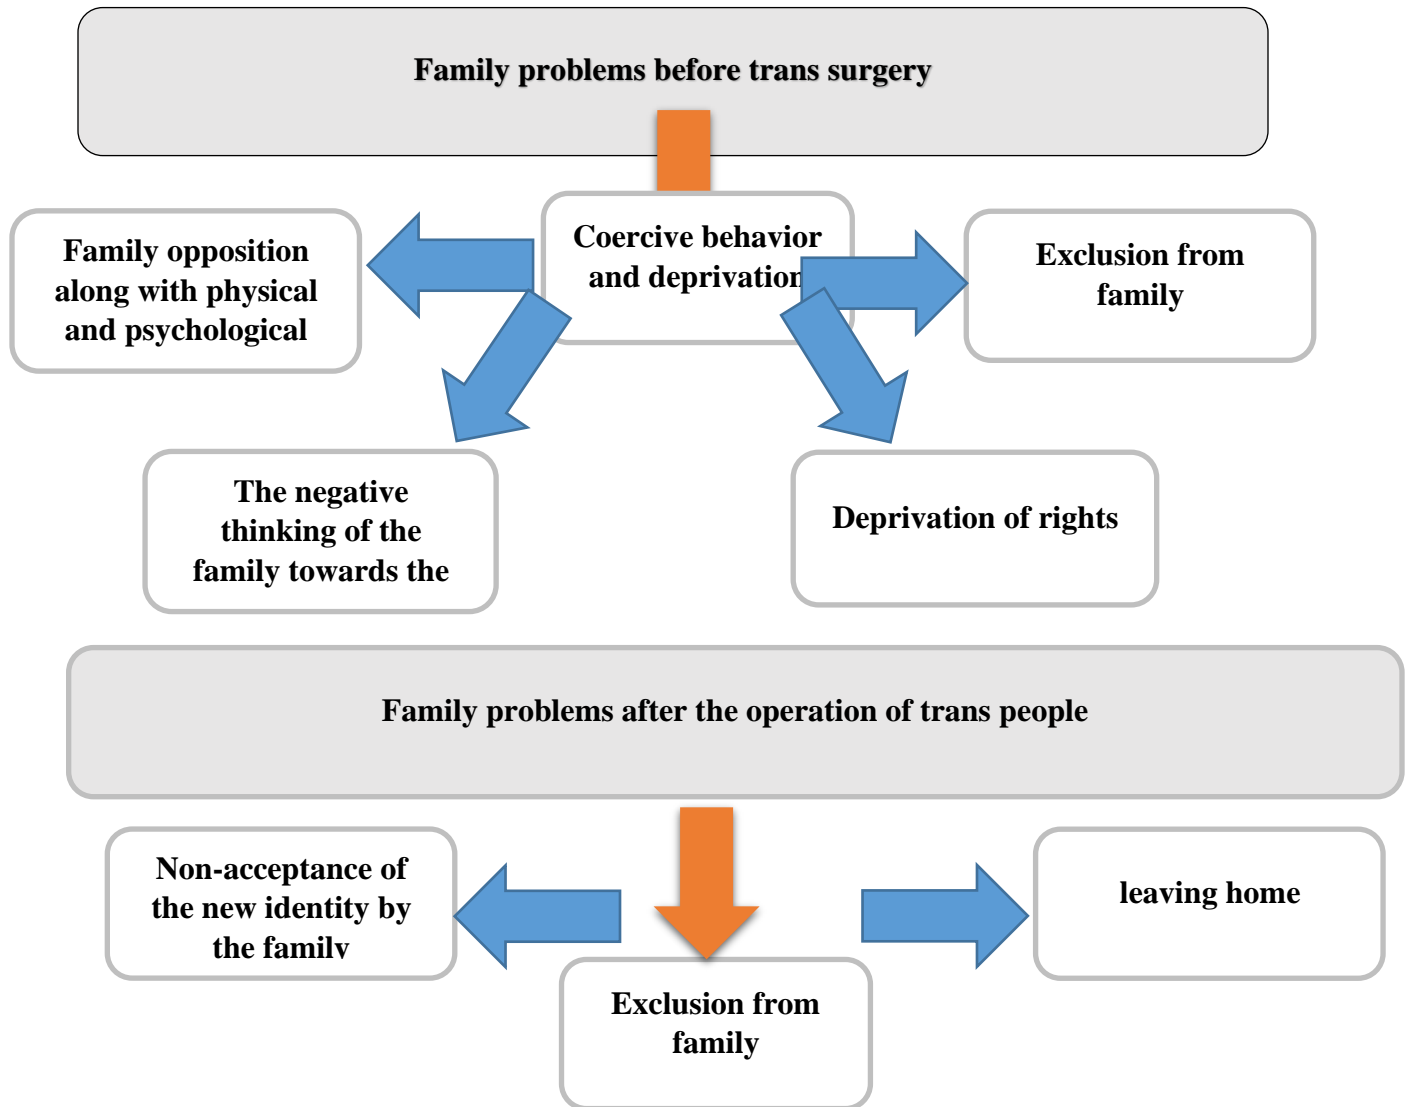 Family problems before trans surgery
Family opposition
along with physical
and psychological
Coercive behavior
and deprivation
Exclusion from
family
The negative
thinking of the
family towards the
Deprivation of rights
Family problems after the operation of trans people
Non-acceptance of
the new identity by
the family
leaving home
Exclusion from
family